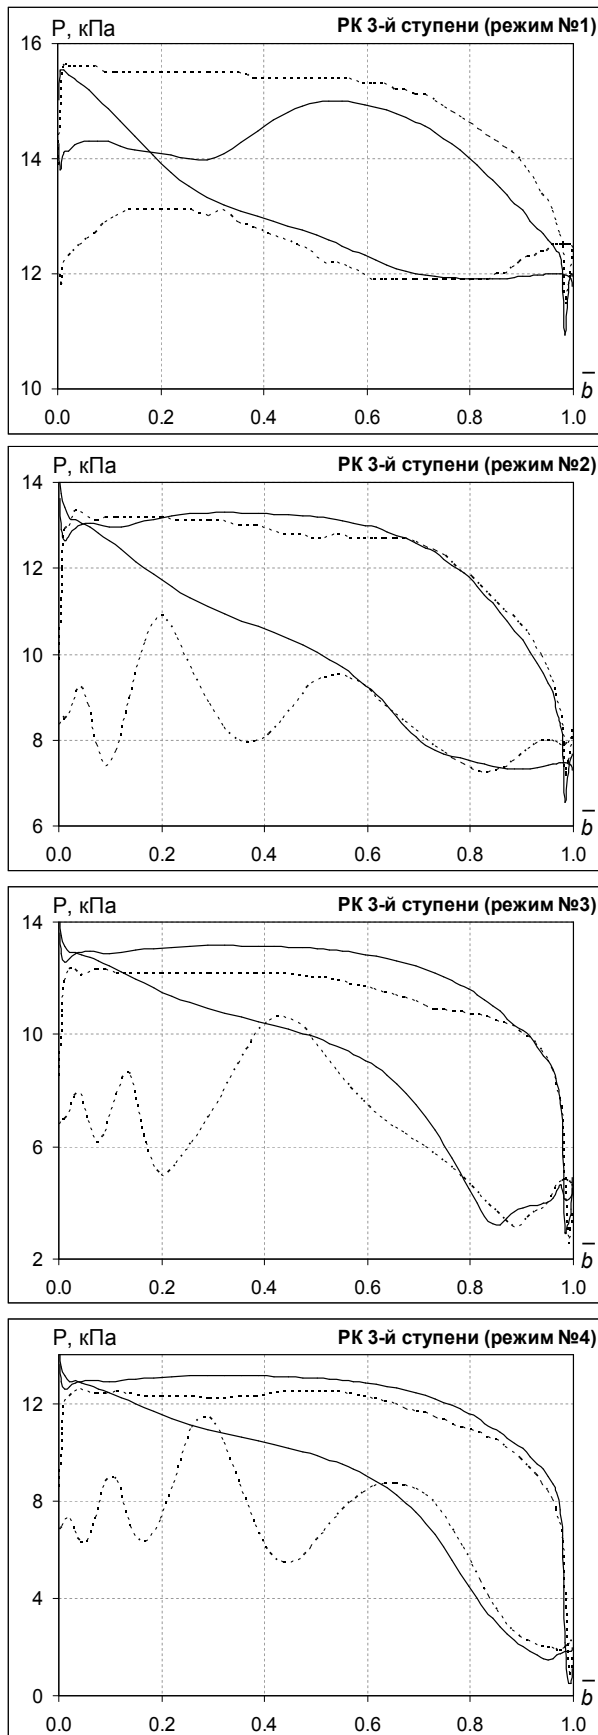 P, кПа
РК 3-й ступени (режим №1)
16
14
12
10
0.0 0.2 0.4 0.6 0.8 1.0
b̅
P, кПа
РК 3-й ступени (режим №2)
14
12
10
8
6
0.0 0.2 0.4 0.6 0.8 1.0
b̅
P, кПа
РК 3-й ступени (режим №3)
14
10
6
2
0.0 0.2 0.4 0.6 0.8 1.0
b̅
P, кПа
РК 3-й ступени (режим №4)
12
8
4
0
0.0 0.2 0.4 0.6 0.8 1.0
b̅